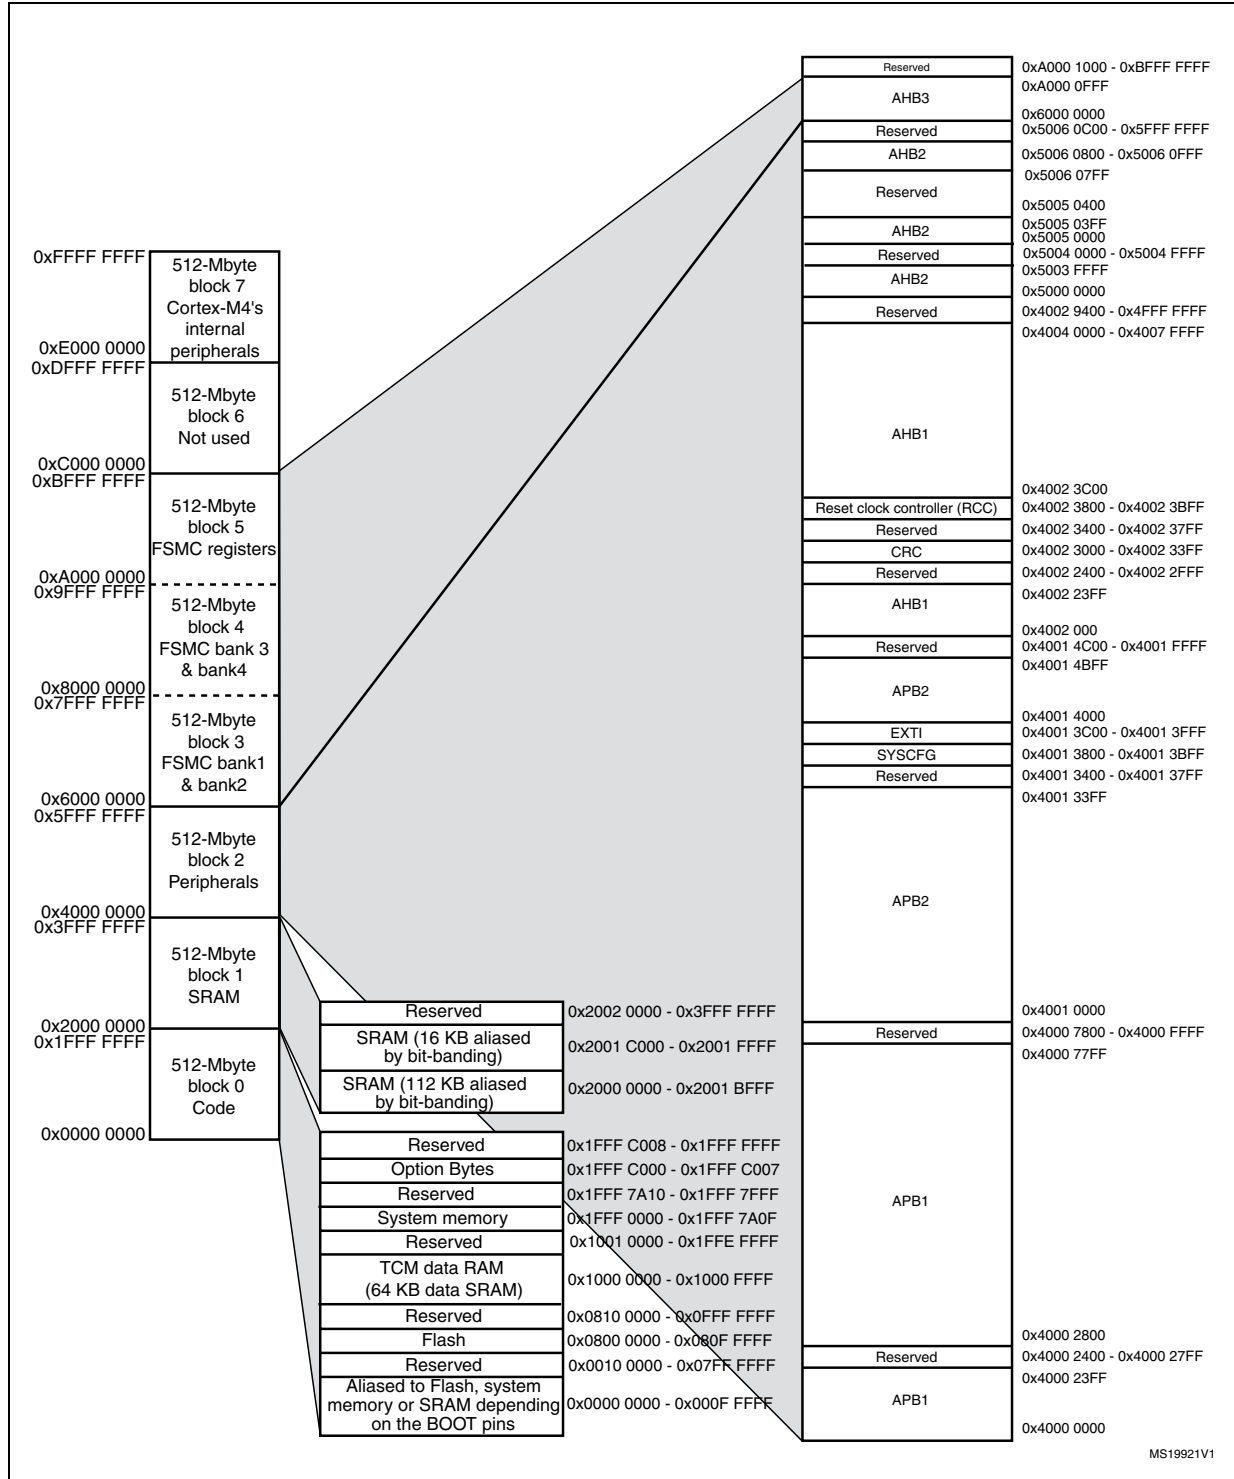 0xFFFF FFFF
512-Mbyte
block 7
Cortex-M4's
internal
peripherals
0xE000 0000
0xDFFF FFFF
512-Mbyte
block 6
Not used
0xC000 0000
0xBFFF FFFF
512-Mbyte
block 5
FSMC registers
0xA000 0000
0x9FFF FFFF
512-Mbyte
block 4
FSMC bank 3
& bank4
0x8000 0000
0x7FFF FFFF
512-Mbyte
block 3
FSMC bank1
& bank2
0x6000 0000
0x5FFF FFFF
512-Mbyte
block 2
Peripherals
0x4000 0000
0x3FFF FFFF
512-Mbyte
block 1
SRAM
0x2000 0000
0x1FFF FFFF
512-Mbyte
block 0
Code
0x0000 0000
Reserved 0x2002 0000 - 0x3FFF FFFF
SRAM (16 KB aliased
by bit-banding)
0x2001 C000 - 0x2001 FFFF
SRAM (112 KB aliased
by bit-banding)
0x2000 0000 - 0x2001 BFFF
Reserved 0x1FFF C008 - 0x1FFF FFFF
Option Bytes 0x1FFF C000 - 0x1FFF C007
Reserved 0x1FFF 7A10 - 0x1FFF 7FFF
System memory 0x1FFF 0000 - 0x1FFF 7A0F
Reserved 0x1001 0000 - 0x1FFE FFFF
TCM data RAM
(64 KB data SRAM)
0x1000 0000 - 0x1000 FFFF
Reserved 0x0810 0000 - 0x0FFF FFFF
Flash 0x0800 0000 - 0x080F FFFF
Reserved 0x0010 0000 - 0x07FF FFFF
Aliased to Flash, system
memory or SRAM depending
on the BOOT pins
0x0000 0000 - 0x000F FFFF
Reserved 0xA000 1000 - 0xBFFF FFFF
0xA000 0FFF
AHB3
0x6000 0000
Reserved 0x5006 0C00 - 0x5FFF FFFF
AHB2 0x5006 0800 - 0x5006 0FFF
0x5006 07FF
Reserved
0x5005 0400
0x5005 03FF
AHB2
0x5005 0000
Reserved 0x5004 0000 - 0x5004 FFFF
0x5003 FFFF
AHB2
0x5000 0000
Reserved 0x4002 9400 - 0x4FFF FFFF
0x4004 0000 - 0x4007 FFFF
AHB1
0x4002 3C00
Reset clock controller (RCC) 0x4002 3800 - 0x4002 3BFF
Reserved 0x4002 3400 - 0x4002 37FF
CRC 0x4002 3000 - 0x4002 33FF
Reserved 0x4002 2400 - 0x4002 2FFF
0x4002 23FF
AHB1
0x4002 000
Reserved 0x4001 4C00 - 0x4001 FFFF
0x4001 4BFF
APB2
0x4001 4000
EXTI 0x4001 3C00 - 0x4001 3FFF
SYSCFG 0x4001 3800 - 0x4001 3BFF
Reserved 0x4001 3400 - 0x4001 37FF
0x4001 33FF
APB2
0x4001 0000
Reserved 0x4000 7800 - 0x4000 FFFF
0x4000 77FF
APB1
0x4000 2800
Reserved 0x4000 2400 - 0x4000 27FF
0x4000 23FF
APB1
0x4000 0000
MS19921V1